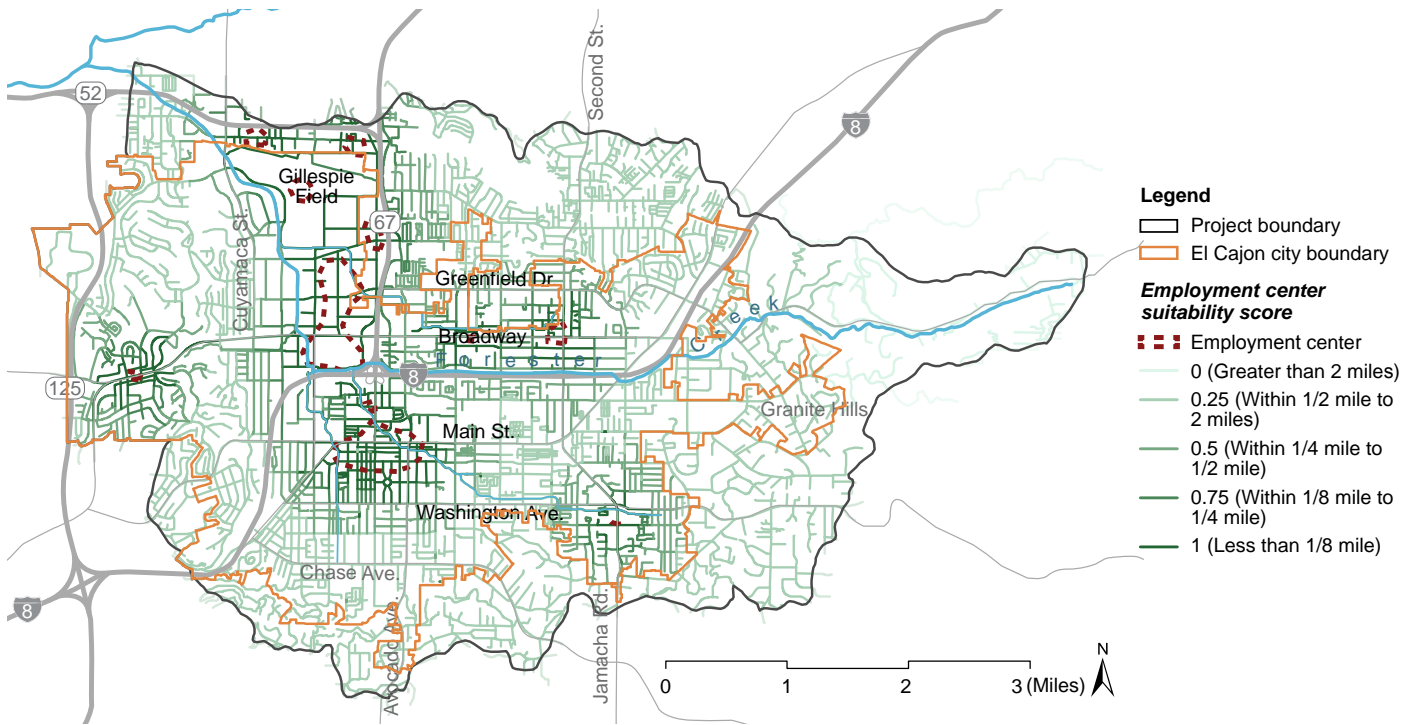 52
Second St.
8
Gillespie
Field
Cuyamaca St.
67
Greenfield Dr.
Creek
Broadway
Forester
125
8
Granite Hills
Main St.
Washington Ave.
Chase Ave.
8
Avocado Ave.
Jamacha Rd.
0
1
2
3 (Miles)
N
Legend
Project boundary
El Cajon city boundary
Employment center
suitability score
Employment center
0 (Greater than 2 miles)
0.25 (Within 1/2 mile to
2 miles)
0.5 (Within 1/4 mile to
1/2 mile)
0.75 (Within 1/8 mile to
1/4 mile)
1 (Less than 1/8 mile)